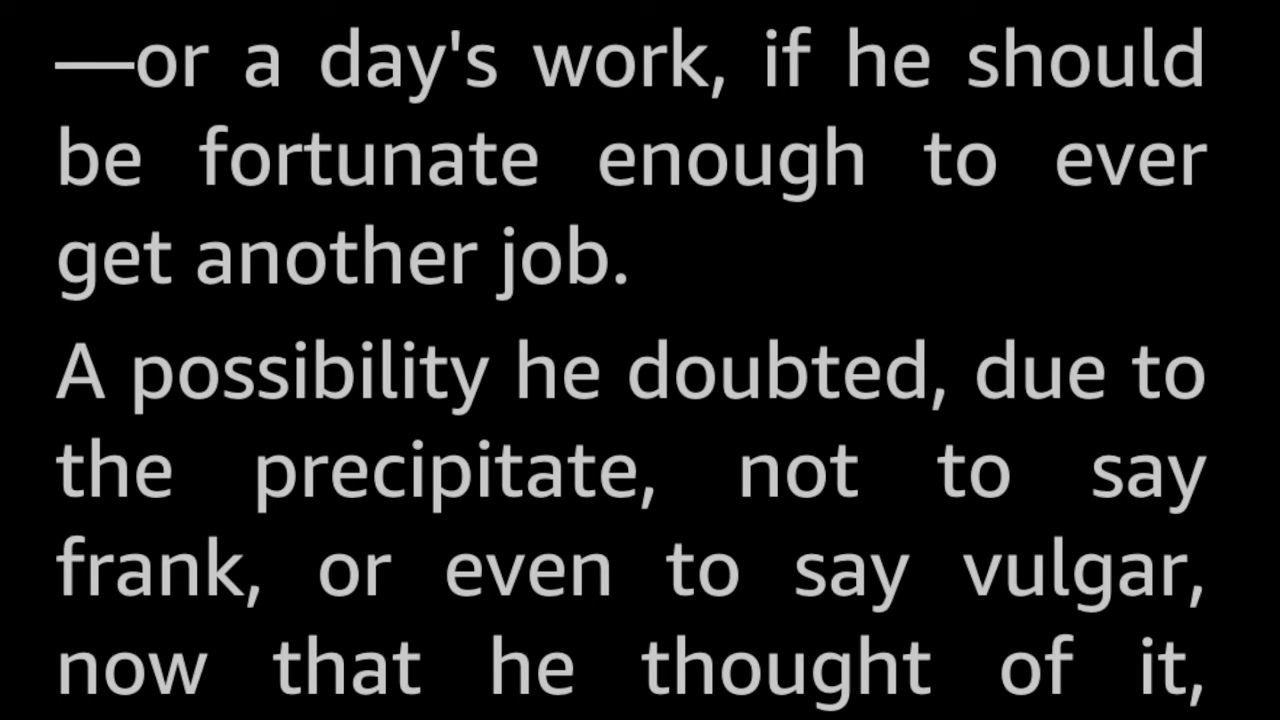 —or a day's work, if he should
be fortunate enough to ever
get another job.
A possibility he doubted, due to
the precipitate, not to say
frank, or even to say vulgar,
now that he thought of it,